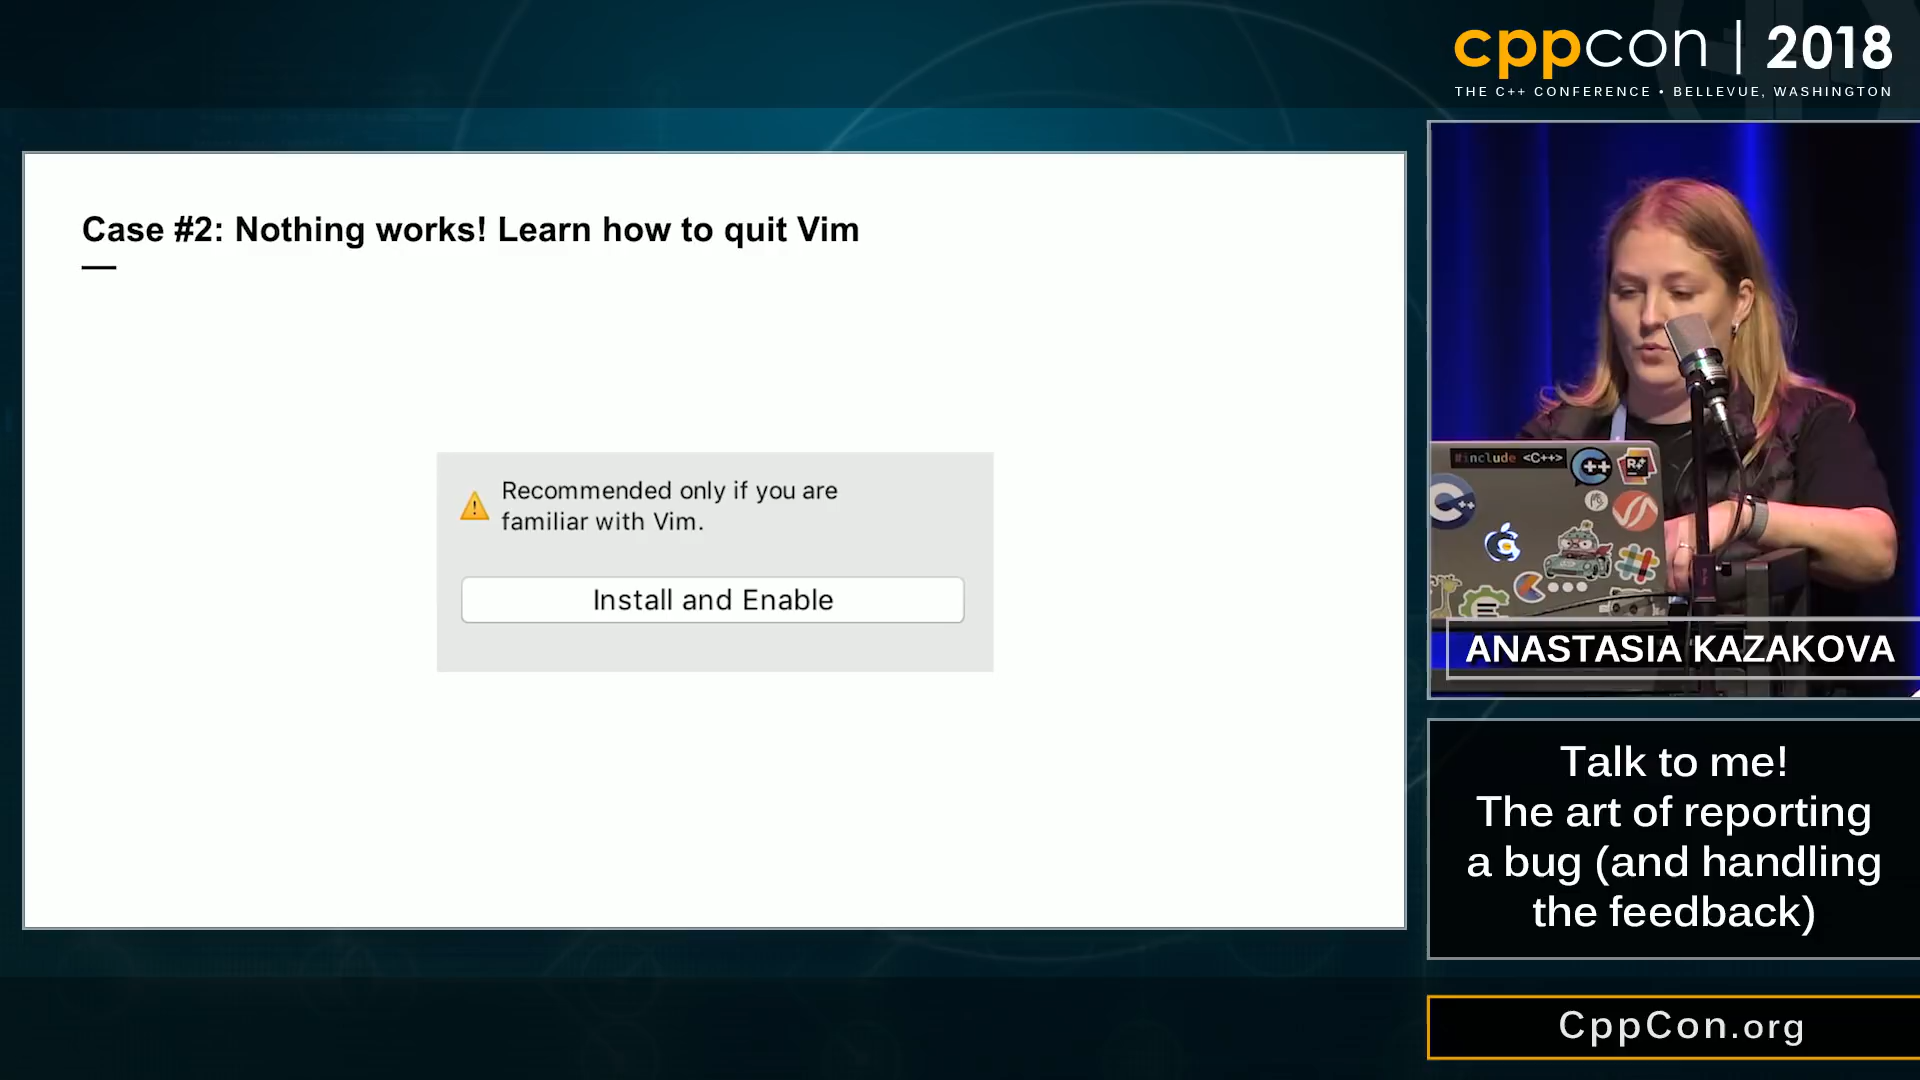 cppcon | 2018
THE C++ CONFERENCE • BELLEVUE, WASHINGTON
Case #2: Nothing works! Learn how to quit Vim
Recommended only if you are
familiar with Vim.
Install and Enable
#include <C++>
C++
R++
C++
ANASTASIA KAZAKOVA
Talk to me!
The art of reporting
a bug (and handling
the feedback)
CppCon.org